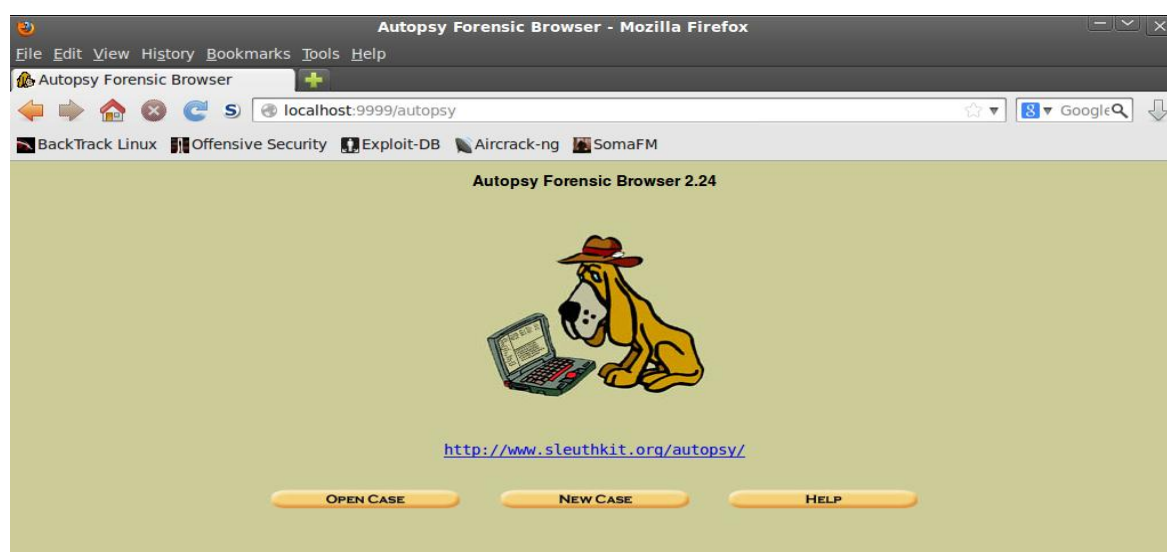 Autopsy Forensic Browser - Mozilla Firefox
File Edit View History Bookmarks Tools Help
Autopsy Forensic Browser
localhost:9999/autopsy
Google
BackTrack Linux Offensive Security Exploit-DB Aircrack-ng SomaFM
Autopsy Forensic Browser 2.24
http://www.sleuthkit.org/autopsy/
OPEN CASE NEW CASE HELP